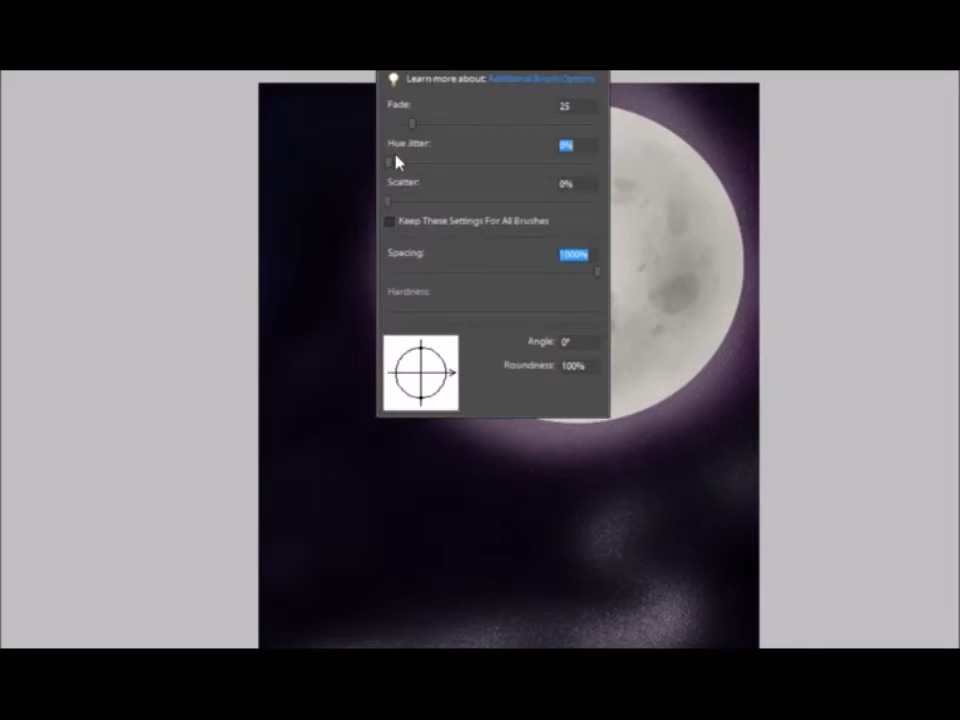 Learn more about: Additional Brush Options
Fade: 25
Hue Jitter: 0%
Scatter: 0%
Keep These Settings For All Brushes
Spacing: 1000%
Hardness:
Angle: 0°
Roundness: 100%